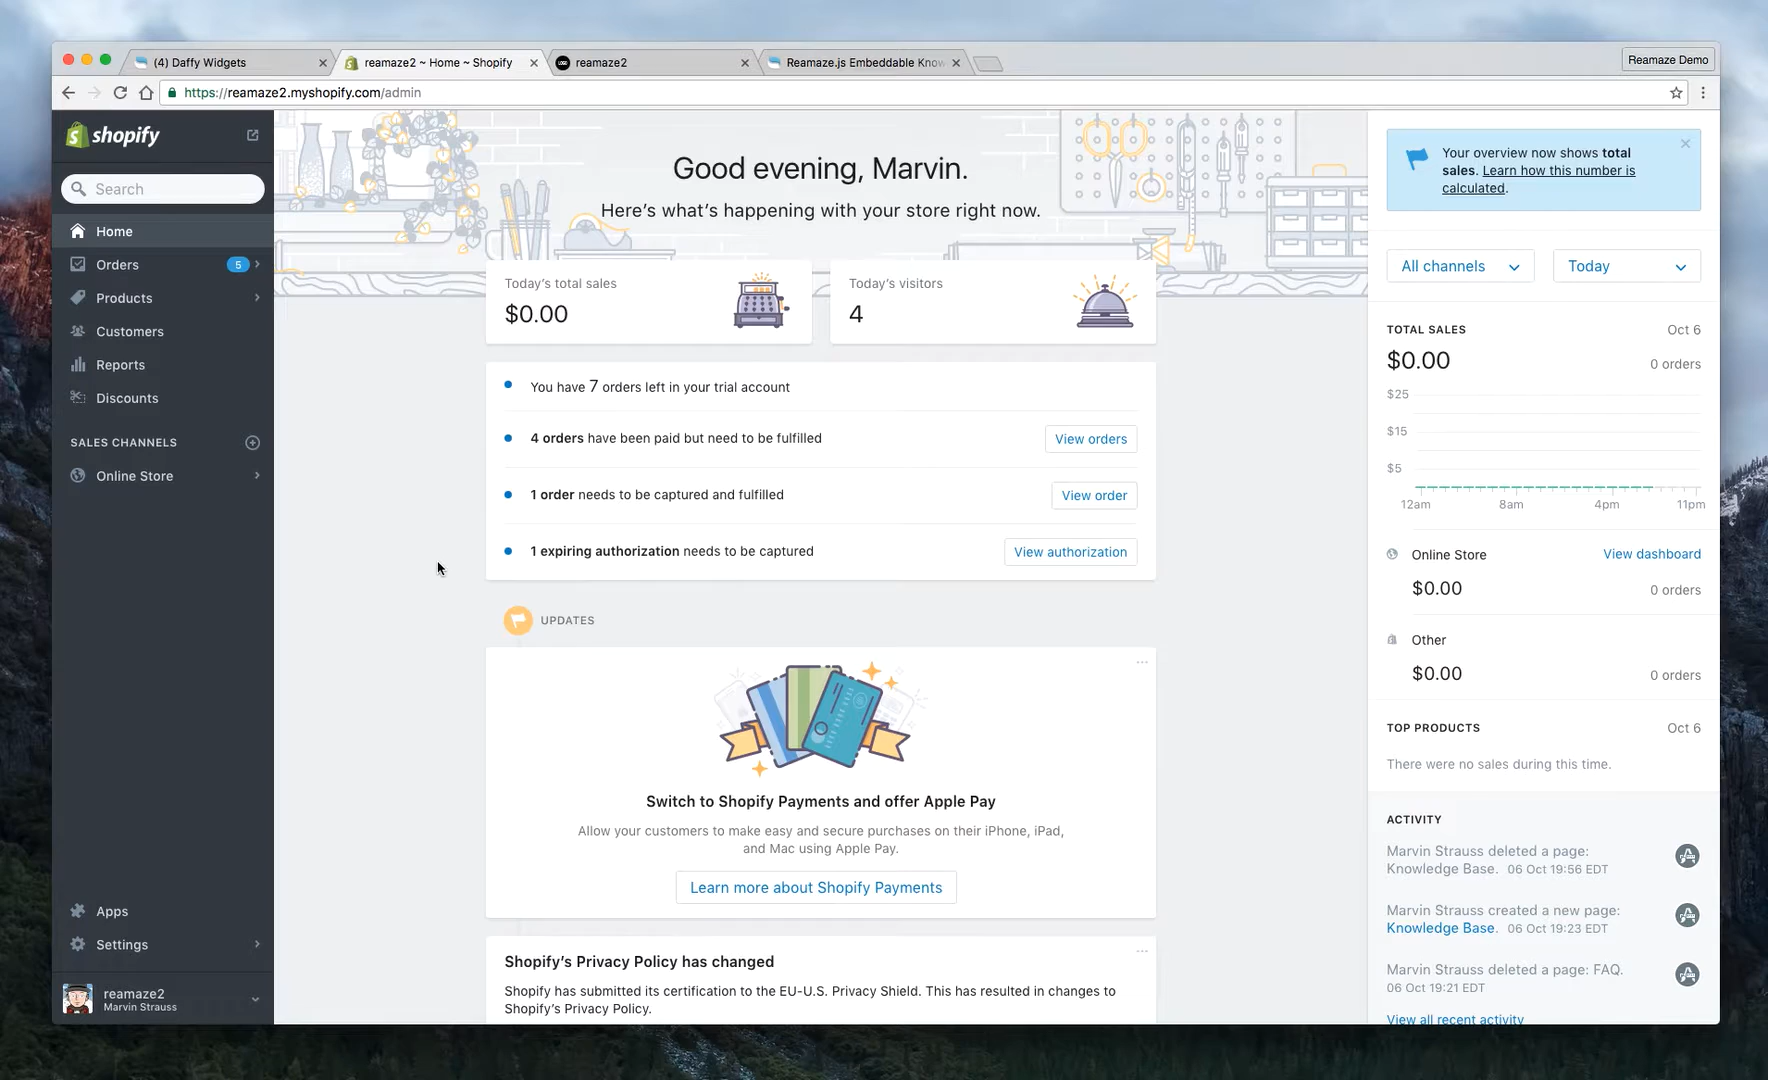 (4) Daffy Widgets
reamaze2 ~ Home ~ Shopify
LOGO
reamaze2
Reamaze.js Embeddable Know
Reamaze Demo
https://reamaze2.myshopify.com/admin
shopify
Search
Home
Orders 5
Products
Customers
Reports
Discounts
SALES CHANNELS
Online Store
Apps
Settings
reamaze2
Marvin Strauss
Good evening, Marvin.
Here's what's happening with your store right now.
Today's total sales
$0.00
Today's visitors
4
You have 7 orders left in your trial account
4 orders have been paid but need to be fulfilled
View orders
1 order needs to be captured and fulfilled
View order
1 expiring authorization needs to be captured
View authorization
UPDATES
Switch to Shopify Payments and offer Apple Pay
Allow your customers to make easy and secure purchases on their iPhone, iPad,
and Mac using Apple Pay.
Learn more about Shopify Payments
Shopify's Privacy Policy has changed
Shopify has submitted its certification to the EU-U.S. Privacy Shield. This has resulted in changes to
Shopify's Privacy Policy.
Your overview now shows total
sales. Learn how this number is
calculated.
All channels
Today
TOTAL SALES Oct 6
$0.00 0 orders
$25
$15
$5
12am 8am 4pm 11pm
Online Store View dashboard
$0.00 0 orders
Other
$0.00 0 orders
TOP PRODUCTS Oct 6
There were no sales during this time.
ACTIVITY
Marvin Strauss deleted a page:
Knowledge Base. 06 Oct 19:56 EDT
Marvin Strauss created a new page:
Knowledge Base. 06 Oct 19:23 EDT
Marvin Strauss deleted a page: FAQ.
06 Oct 19:21 EDT
View all recent activity